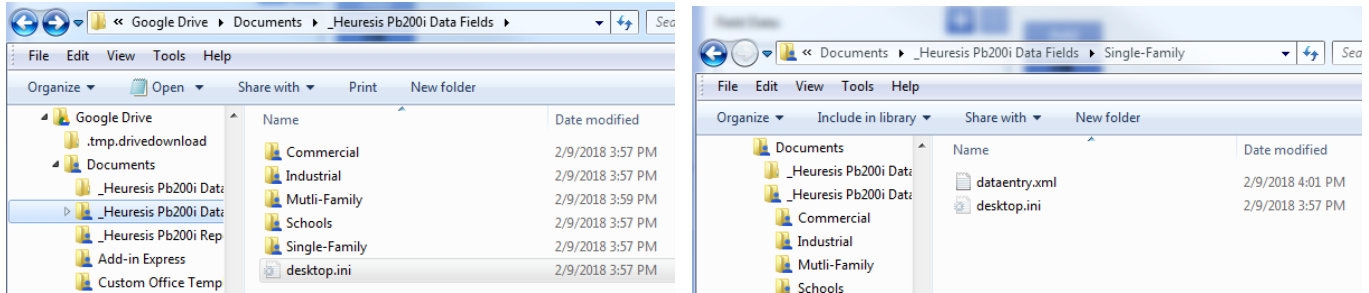 « Google Drive ▸ Documents ▸ _Heuresis Pb200i Data Fields ▸
File Edit View Tools Help
Organize Open Share with Print New folder
Google Drive
.tmp.drivedownload
Documents
_Heuresis Pb200i Data
_Heuresis Pb200i Data
_Heuresis Pb200i Rep
Add-in Express
Custom Office Temp
Name Date modified
Commercial 2/9/2018 3:57 PM
Industrial 2/9/2018 3:57 PM
Mutli-Family 2/9/2018 3:59 PM
Schools 2/9/2018 3:57 PM
Single-Family 2/9/2018 3:57 PM
desktop.ini 2/9/2018 3:57 PM
« Documents ▸ _Heuresis Pb200i Data Fields ▸ Single-Family
File Edit View Tools Help
Organize Include in library Share with New folder
Documents
_Heuresis Pb200i Data
_Heuresis Pb200i Data
Commercial
Industrial
Mutli-Family
Schools
Name Date modified
dataentry.xml 2/9/2018 4:01 PM
desktop.ini 2/9/2018 3:57 PM